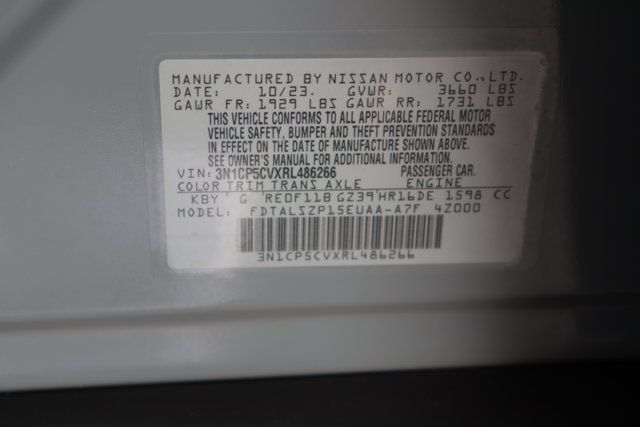 MANUFACTURED BY NISSAN MOTOR CO.,LTD.
DATE: 10/23. GVWR: 3660 LBS
GAWR FR: 1929 LBS GAWR RR: 1731 LBS
THIS VEHICLE CONFORMS TO ALL APPLICABLE FEDERAL MOTOR
VEHICLE SAFETY, BUMPER AND THEFT PREVENTION STANDARDS
IN EFFECT ON THE DATE OF MANUFACTURE SHOWN ABOVE.
SEE OWNER'S MANUAL FOR ADDITIONAL INFORMATION.
VIN: 3N1CP5CVXRL486266 PASSENGER CAR.
COLOR TRIM TRANS AXLE ENGINE
KBY G RE0F11B GZ39 HR16DE 1598 CC
MODEL: FDTALSZP15EUAA-A7F 4Z000
3N1CP5CVXRL486266